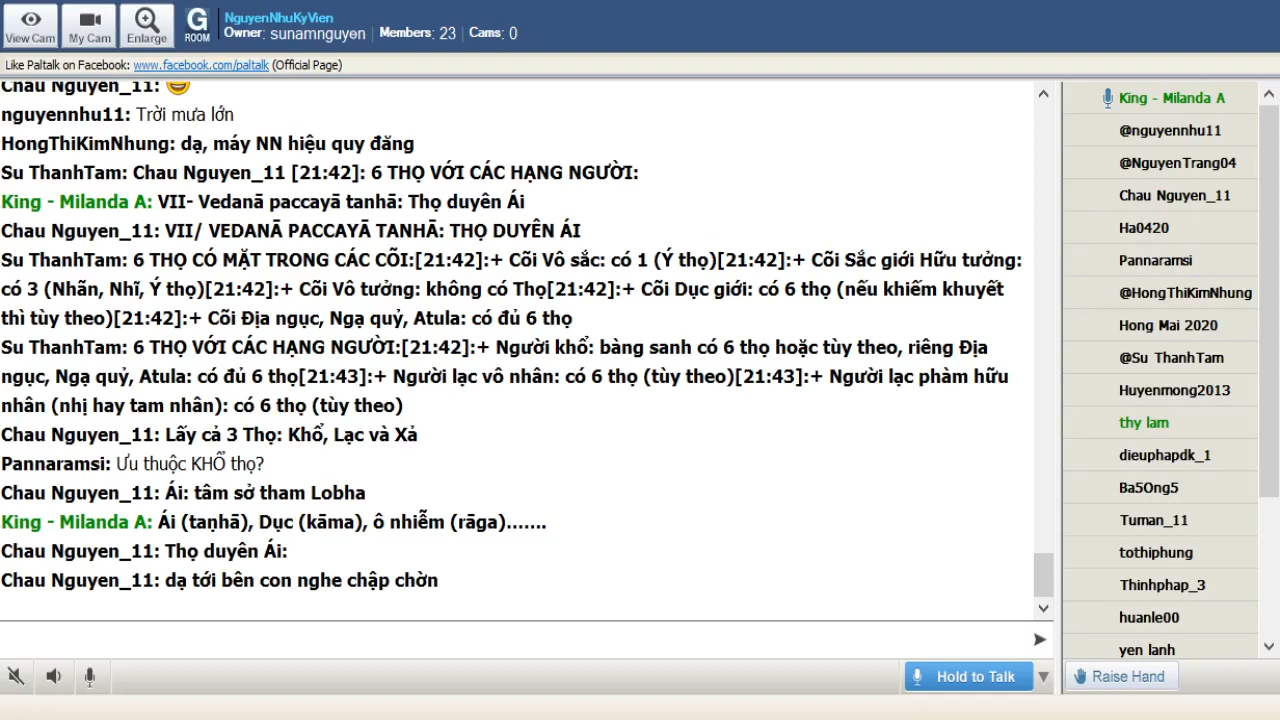 View Cam
My Cam
Enlarge
G
ROOM
NguyenNhuKyVien
Owner: sunamnguyen | Members: 23 | Cams: 0
Like Paltalk on Facebook: www.facebook.com/paltalk (Official Page)
Chau Nguyen_11:
nguyennhu11: Trời mưa lớn
HongThiKimNhung: dạ, máy NN hiệu quy đăng
Su ThanhTam: Chau Nguyen_11 [21:42]: 6 THỌ VỚI CÁC HẠNG NGƯỜI:
King - Milanda A: VII- Vedanā paccayā tanhā: Thọ duyên Ái
Chau Nguyen_11: VII/ VEDANĀ PACCAYĀ TANHĀ: THỌ DUYÊN ÁI
Su ThanhTam: 6 THỌ CÓ MẶT TRONG CÁC CÕI:[21:42]:+ Cõi Vô sắc: có 1 (Ý thọ)[21:42]:+ Cõi Sắc giới Hữu tưởng:
có 3 (Nhãn, Nhĩ, Ý thọ)[21:42]:+ Cõi Vô tưởng: không có Thọ[21:42]:+ Cõi Dục giới: có 6 thọ (nếu khiếm khuyết
thì tùy theo)[21:42]:+ Cõi Địa ngục, Ngạ quỷ, Atula: có đủ 6 thọ
Su ThanhTam: 6 THỌ VỚI CÁC HẠNG NGƯỜI:[21:42]:+ Người khổ: bàng sanh có 6 thọ hoặc tùy theo, riêng Địa
ngục, Ngạ quỷ, Atula: có đủ 6 thọ[21:43]:+ Người lạc vô nhân: có 6 thọ (tùy theo)[21:43]:+ Người lạc phàm hữu
nhân (nhị hay tam nhân): có 6 thọ (tùy theo)
Chau Nguyen_11: Lấy cả 3 Thọ: Khổ, Lạc và Xả
Pannaramsi: Ưu thuộc KHỔ thọ?
Chau Nguyen_11: Ái: tâm sở tham Lobha
King - Milanda A: Ái (taṇhā), Dục (kāma), ô nhiễm (rāga).......
Chau Nguyen_11: Thọ duyên Ái:
Chau Nguyen_11: dạ tới bên con nghe chập chờn
Hold to Talk
King - Milanda A
@nguyennhu11
@NguyenTrang04
Chau Nguyen_11
Ha0420
Pannaramsi
@HongThiKimNhung
Hong Mai 2020
@Su ThanhTam
Huyenmong2013
thy lam
dieuphapdk_1
Ba5Ong5
Tuman_11
tothiphung
Thinhphap_3
huanle00
yen lanh
Raise Hand